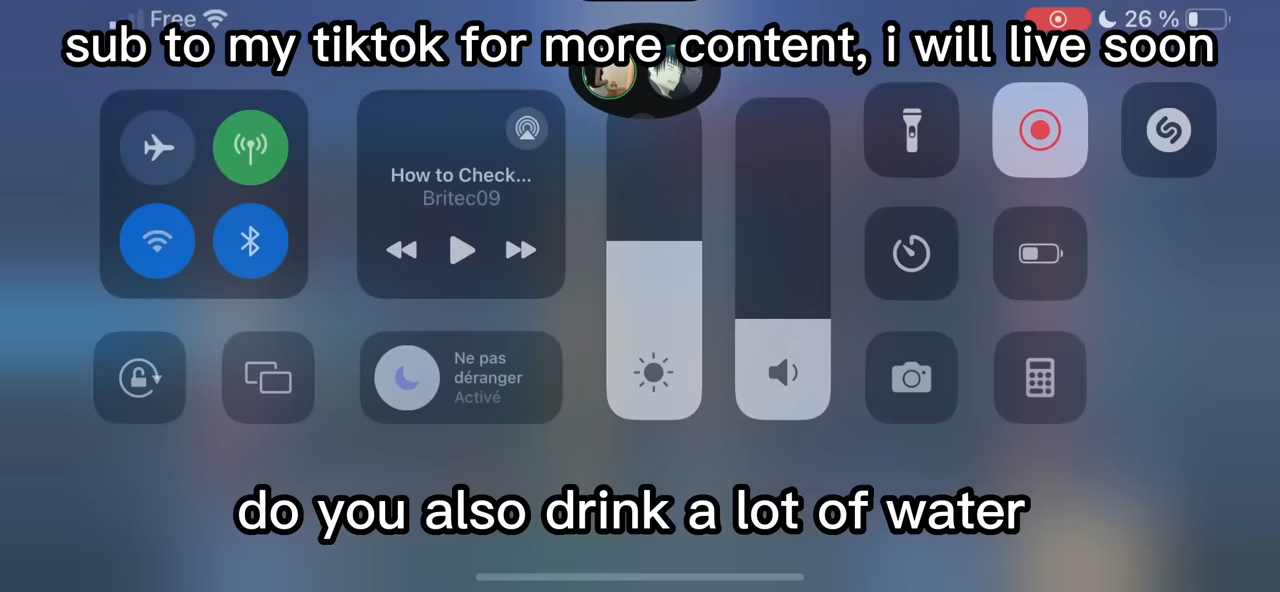 Free
26 %
sub to my tiktok for more content, i will live soon
How to Check...
Britec09
Ne pas
déranger
Activé
do you also drink a lot of water